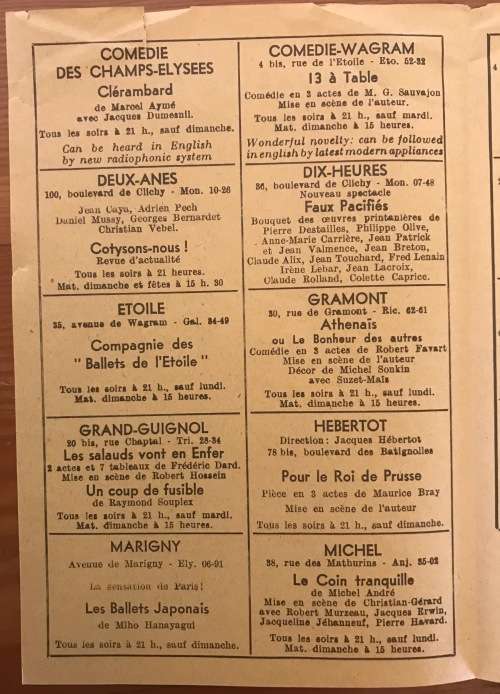 COMEDIE
DES CHAMPS-ELYSEES
Clérambard
de Marcel Aymé
avec Jacques Dumesnil.
Tous les soirs à 21 h., sauf dimanche.
Can be heard in English
by new radiophonic system
DEUX-ANES
100, boulevard de Clichy - Mon. 10-26
Jean Caya, Adrien Pech
Daniel Mussy, Georges Bernardet
Christian Vebel.
Cotysons-nous !
Revue d'actualité
Tous les soirs à 21 heures.
Mat. dimanche et fêtes à 15 h. 30
ETOILE
35, avenue de Wagram - Gal. 84-49
Compagnie des
" Ballets de l'Etoile "
Tous les soirs à 21 h., sauf lundi.
Mat. dimanche à 15 heures.
GRAND-GUIGNOL
20 bis, rue Chaptal - Tri. 28-34
Les salauds vont en Enfer
2 actes et 7 tableaux de Frédéric Dard.
Mise en scène de Robert Hossein
Un coup de fusible
de Raymond Souplex
Tous les soirs à 21 h., sauf mardi.
Mat. dimanche à 15 heures.
MARIGNY
Avenue de Marigny - Ely. 06-91
La sensation de Paris!
Les Ballets Japonais
de Miho Hanayagui
Tous les soirs à 21 h., sauf dimanche.
COMEDIE-WAGRAM
4 bis, rue de l'Etoile - Eto. 52-32
13 à Table
Comédie en 3 actes de M. G. Sauvajon
Mise en scène de l'auteur.
Tous les soirs à 21 h., sauf mardi.
Mat. dimanche à 15 heures.
Wonderful novelty: can be followed
in english by latest modern appliances
DIX-HEURES
36, boulevard de Clichy - Mon. 07-48
Nouveau spectacle
Faux Pacifiés
Bouquet des œuvres printanières de
Pierre Destailles, Philippe Olive,
Anne-Marie Carrière, Jean Patrick
et Jean Valmence, Jean Breton,
Claude Alix, Jean Touchard, Fred Lenain
Irène Lebar, Jean Lacroix,
Claude Rolland, Colette Caprice.
GRAMONT
30, rue de Gramont - Ric. 62-61
Athenaïs
ou Le Bonheur des autres
Comédie en 3 actes de Robert Favart
Mise en scène de l'auteur
Décor de Michel Sonkin
avec Suzet-Maïs
Tous les soirs à 21 h., sauf lundi.
Mat. dimanche à 15 heures.
HEBERTOT
Direction : Jacques Hébertot
78 bis, boulevard des Batignolles
Pour le Roi de Prusse
Pièce en 3 actes de Maurice Bray
Mise en scène de l'auteur
Tous les soirs à 21 h., sauf dimanche.
MICHEL
38, rue des Mathurins - Anj. 35-02
Le Coin tranquille
de Michel André
Mise en scène de Christian-Gérard
avec Robert Murzeau, Jacques Erwin,
Jacqueline Jéhanneuf, Pierre Havard.
Tous les soirs à 21 h., sauf lundi.
Mat. dimanche à 15 heures.